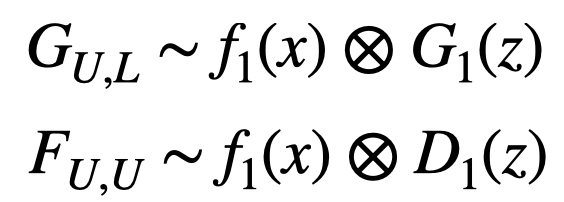 G_{U,L} ~ f_1(x) ⊗ G_1(z)
F_{U,U} ~ f_1(x) ⊗ D_1(z)